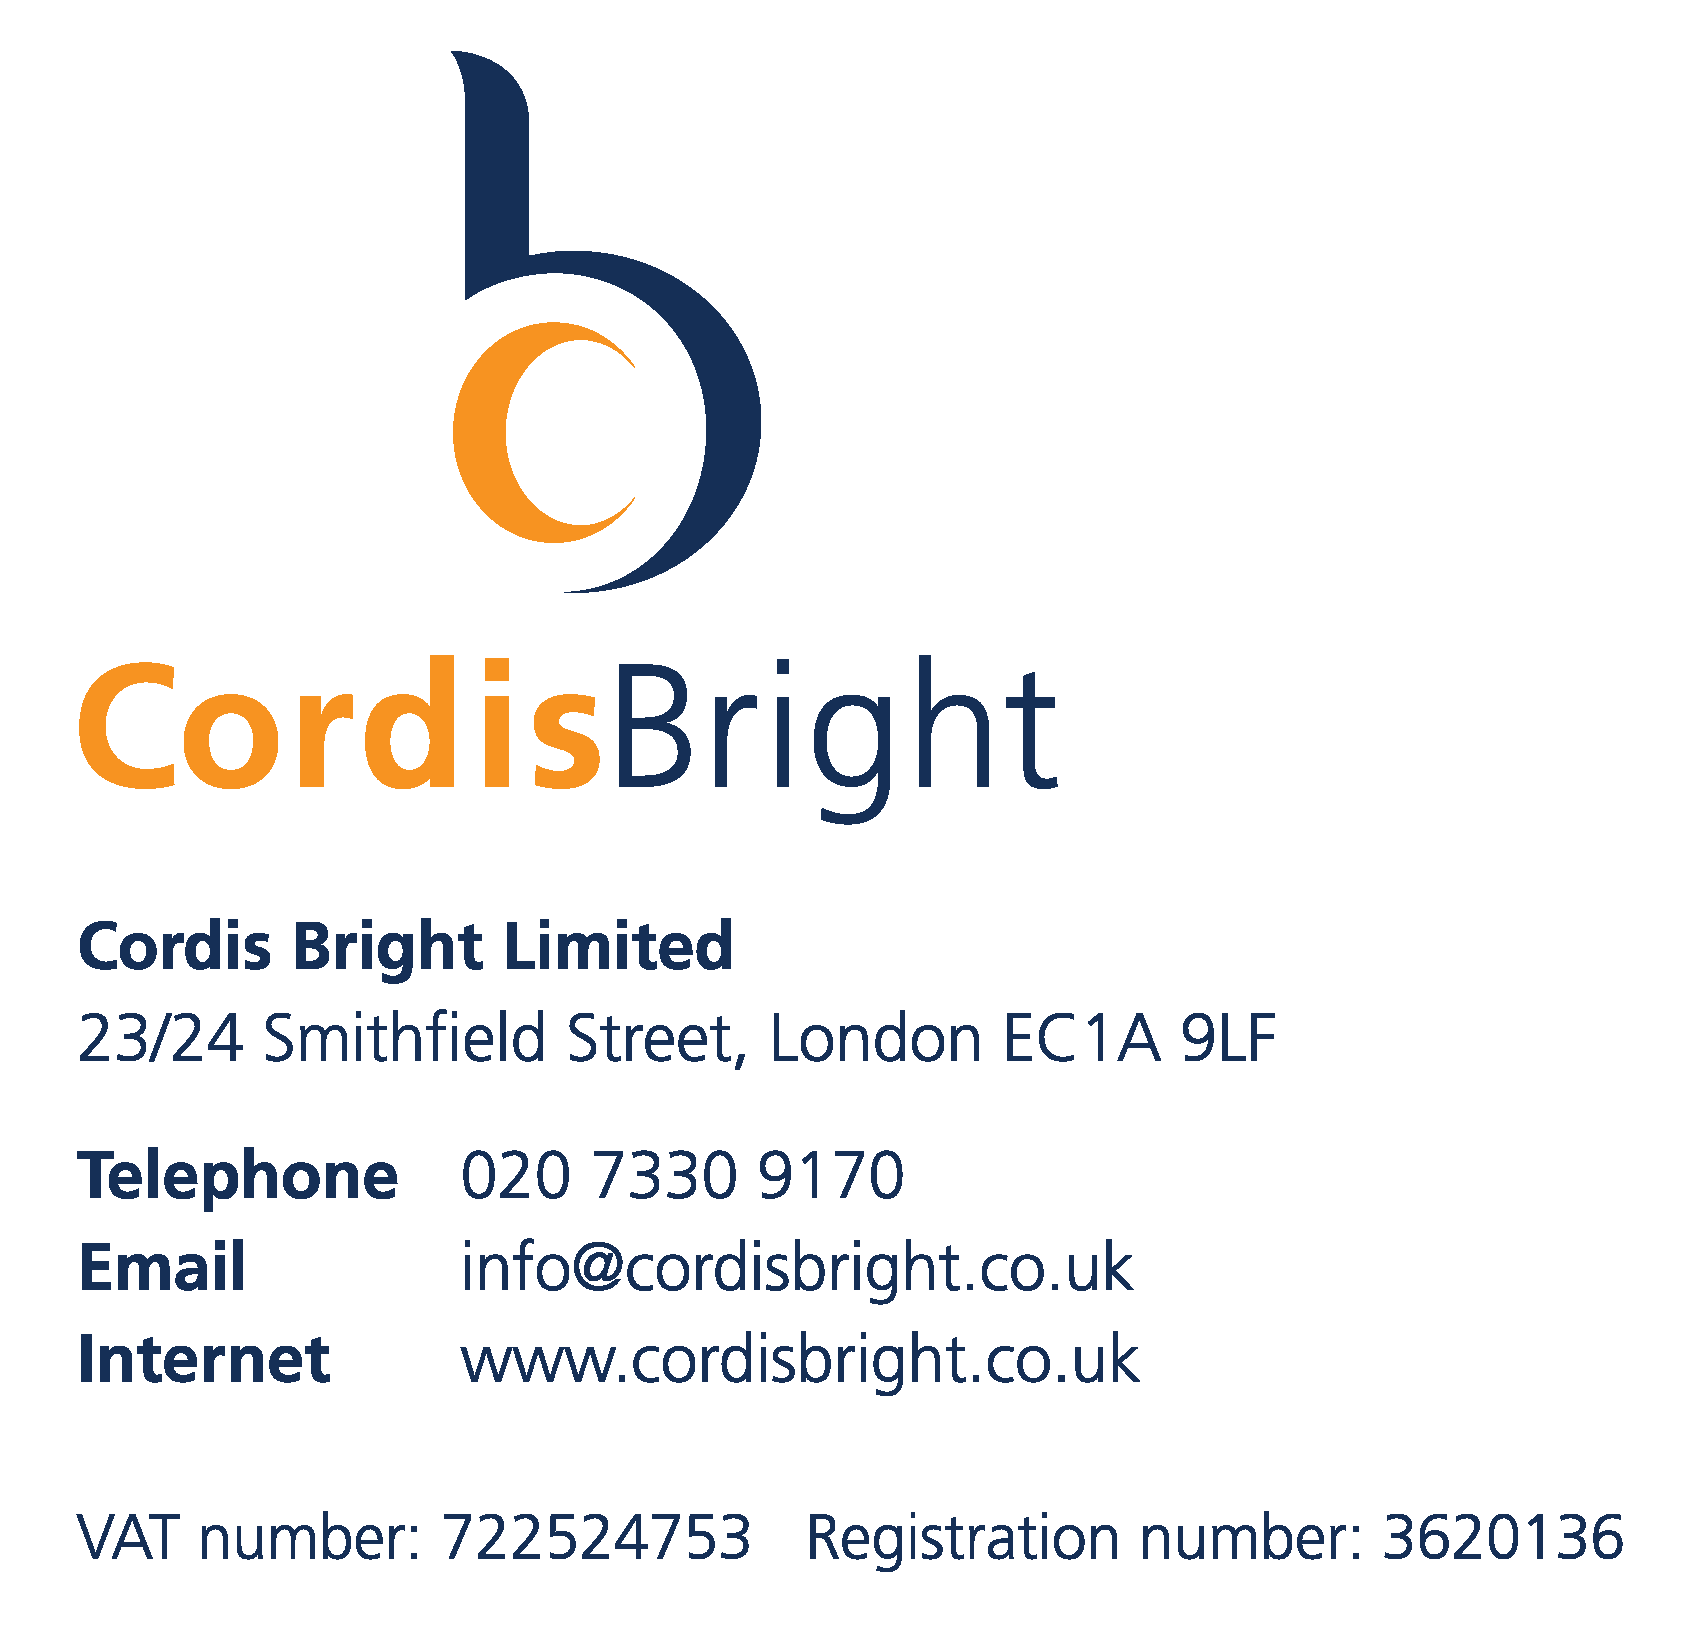 CordisBright
Cordis Bright Limited
23/24 Smithfield Street, London EC1A 9LF
Telephone 020 7330 9170
Email info@cordisbright.co.uk
Internet www.cordisbright.co.uk
VAT number: 722524753 Registration number: 3620136